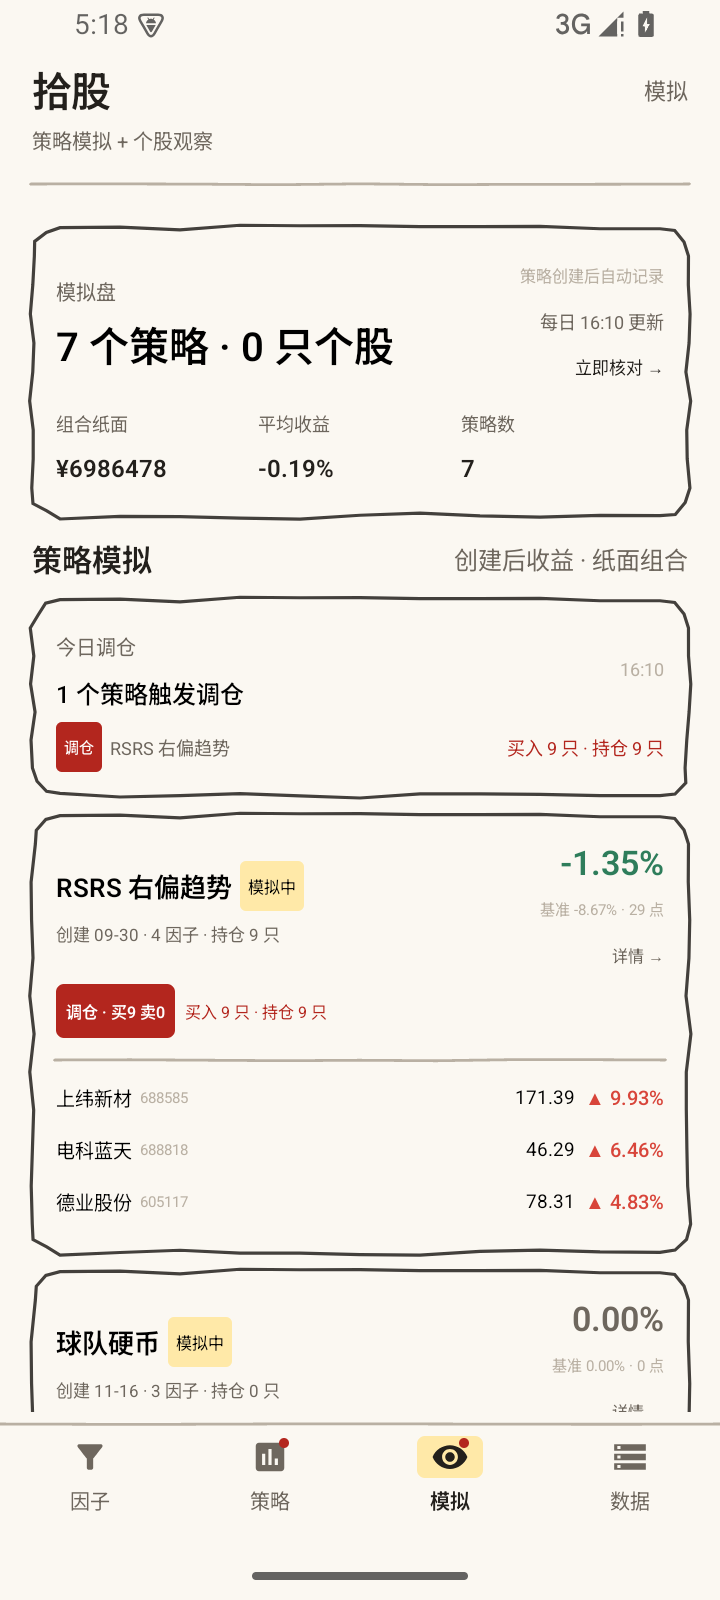 5:18
3G
拾股
模拟
策略模拟 + 个股观察
策略创建后自动记录
模拟盘
每日 16:10 更新
7 个策略 · 0 只个股
立即核对 →
组合纸面 平均收益 策略数
¥6986478 -0.19% 7
策略模拟 创建后收益 · 纸面组合
今日调仓
16:10
1 个策略触发调仓
调仓 RSRS 右偏趋势 买入 9 只 · 持仓 9 只
-1.35%
RSRS 右偏趋势 模拟中
基准 -8.67% · 29 点
创建 09-30 · 4 因子 · 持仓 9 只
详情 →
调仓 · 买9 卖0 买入 9 只 · 持仓 9 只
上纬新材 688585 171.39 ▲ 9.93%
电科蓝天 688818 46.29 ▲ 6.46%
德业股份 605117 78.31 ▲ 4.83%
0.00%
球队硬币 模拟中
基准 0.00% · 0 点
创建 11-16 · 3 因子 · 持仓 0 只
详情
因子 策略 模拟 数据